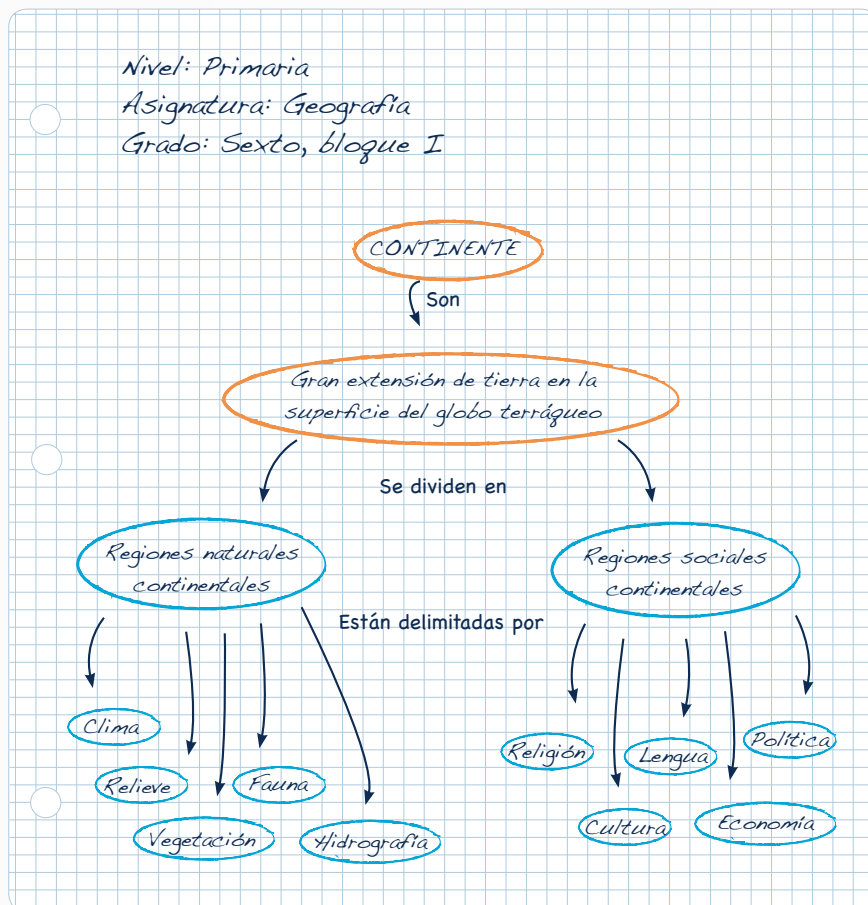 Nivel: Primaria
Asignatura: Geografía
Grado: Sexto, bloque I
CONTINENTE
Son
Gran extensión de tierra en la
superficie del globo terráqueo
Se dividen en
Regiones naturales
continentales
Regiones sociales
continentales
Están delimitadas por
Clima
Relieve
Vegetación
Fauna
Hidrografía
Religión
Cultura
Lengua
Economía
Política